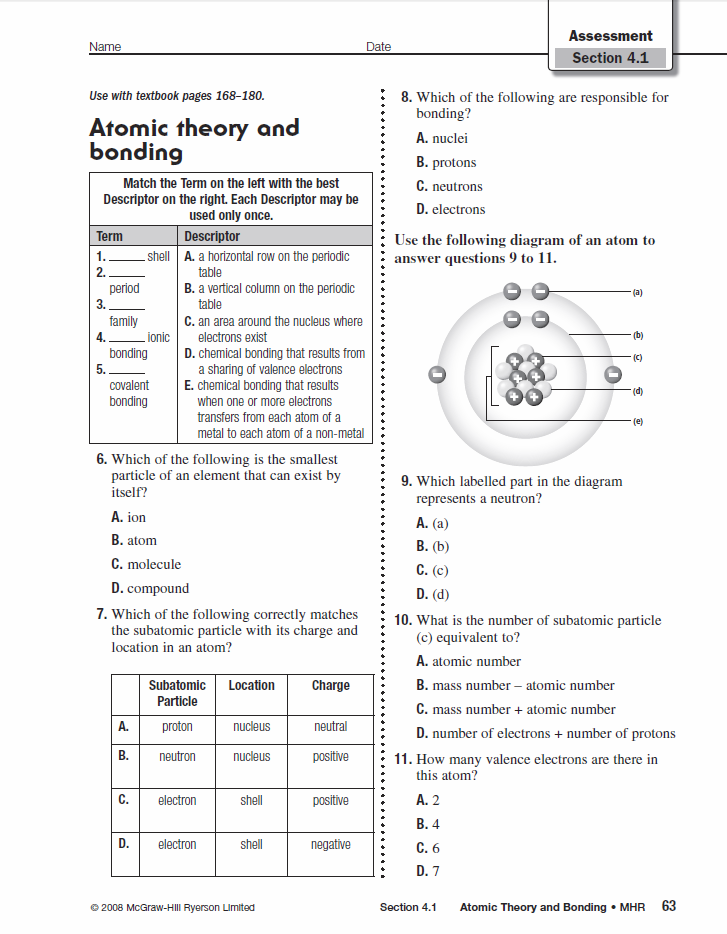 Name
Date
Assessment
Section 4.1
Use with textbook pages 168–180.
Atomic theory and
bonding
Match the Term on the left with the best
Descriptor on the right. Each Descriptor may be
used only once.
Term
Descriptor
1. ______ shell
2. ______
period
3. ______
family
4. ______ ionic
bonding
5. ______
covalent
bonding
A. a horizontal row on the periodic
table
B. a vertical column on the periodic
table
C. an area around the nucleus where
electrons exist
D. chemical bonding that results from
a sharing of valence electrons
E. chemical bonding that results
when one or more electrons
transfers from each atom of a
metal to each atom of a non-metal
6. Which of the following is the smallest
particle of an element that can exist by
itself?
A. ion
B. atom
C. molecule
D. compound
7. Which of the following correctly matches
the subatomic particle with its charge and
location in an atom?
Subatomic
Particle
Location
Charge
A. proton nucleus neutral
B. neutron nucleus positive
C. electron shell positive
D. electron shell negative
8. Which of the following are responsible for
bonding?
A. nuclei
B. protons
C. neutrons
D. electrons
Use the following diagram of an atom to
answer questions 9 to 11.
(a)
(b)
(c)
(d)
(e)
9. Which labelled part in the diagram
represents a neutron?
A. (a)
B. (b)
C. (c)
D. (d)
10. What is the number of subatomic particle
(c) equivalent to?
A. atomic number
B. mass number – atomic number
C. mass number + atomic number
D. number of electrons + number of protons
11. How many valence electrons are there in
this atom?
A. 2
B. 4
C. 6
D. 7
© 2008 McGraw-Hill Ryerson Limited
Section 4.1 Atomic Theory and Bonding • MHR 63